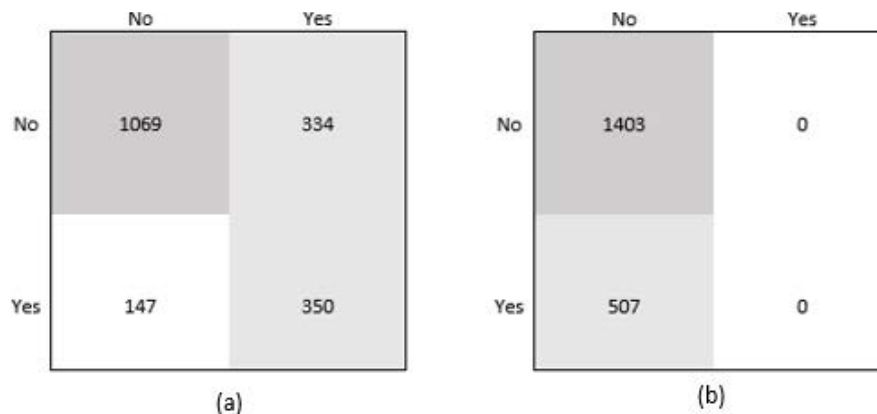 No Yes
No 1069 334
Yes 147 350
(a)
No Yes
No 1403 0
Yes 507 0
(b)